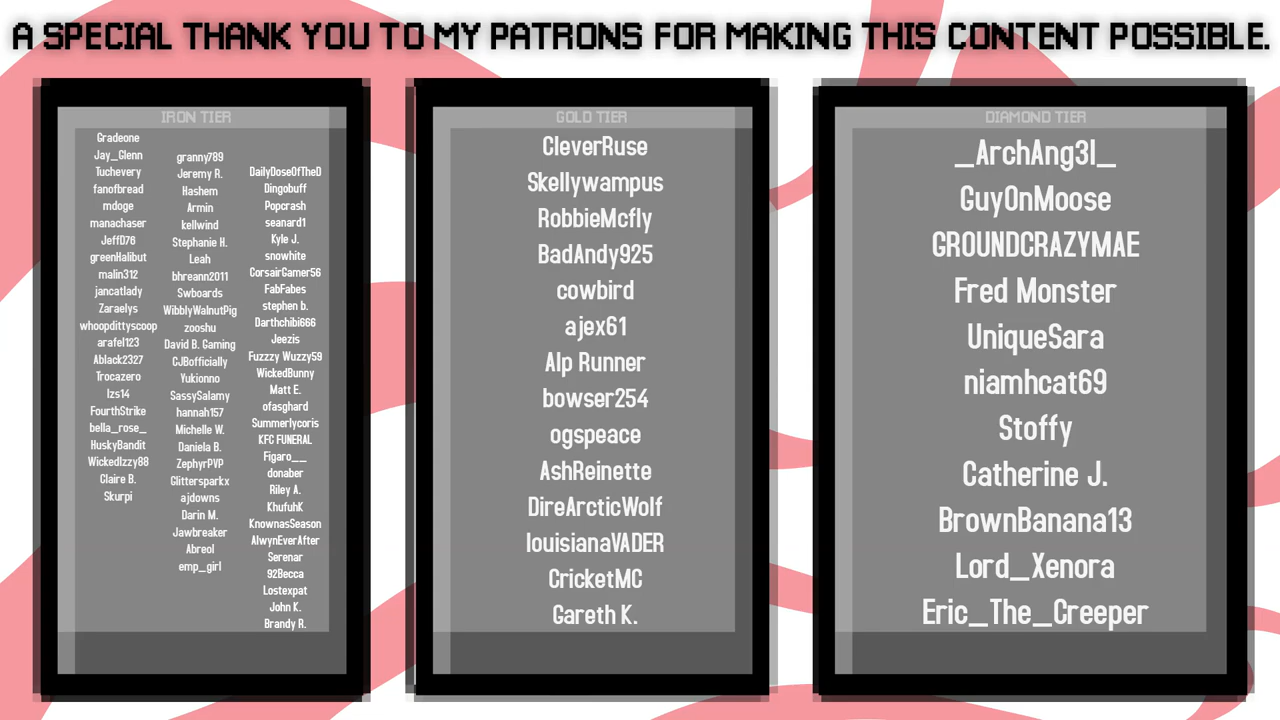 A SPECIAL THANK YOU TO MY PATRONS FOR MAKING THIS CONTENT POSSIBLE.
IRON TIER
Gradeone
Jay_Glenn
Tuchevery
fanofbread
mdoge
manachaser
JeffD76
greenHalibut
malin312
jancatlady
Zaraelys
whoopdittyscoop
arafel123
Ablack2327
Trocazero
Izs14
FourthStrike
bella_rose_
HuskyBandit
WickedIzzy88
Claire B.
Skurpi
granny789
Jeremy R.
Hashem
Armin
kellwind
Stephanie H.
Leah
bhreann2011
Swboards
WibblyWalnutPig
zooshu
David B. Gaming
CJBofficially
Yukionno
SassySalamy
hannah157
Michelle W.
Daniela B.
ZephyrPVP
Glittersparkx
ajdowns
Darin M.
Jawbreaker
Abreol
emp_girl
DailyDoseOfTheD
Dingobuff
Popcrash
seanard1
Kyle J.
snowhite
CorsairGamer56
FabFabes
stephen b.
Darthchibi666
Jeezis
Fuzzzy Wuzzy59
WickedBunny
Matt E.
ofasghard
Summerlycoris
KFC FUNERAL
Figaro__
donaber
Riley A.
KhufuhK
KnownasSeason
AlwynEverAfter
Serenar
92Becca
Lostexpat
John K.
Brandy R.
GOLD TIER
CleverRuse
Skellywampus
RobbieMcfly
BadAndy925
cowbird
ajex61
Alp Runner
bowser254
ogspeace
AshReinette
DireArcticWolf
louisianaVADER
CricketMC
Gareth K.
DIAMOND TIER
_ArchAng3l_
GuyOnMoose
GROUNDCRAZYMAE
Fred Monster
UniqueSara
niamhcat69
Stoffy
Catherine J.
BrownBanana13
Lord_Xenora
Eric_The_Creeper